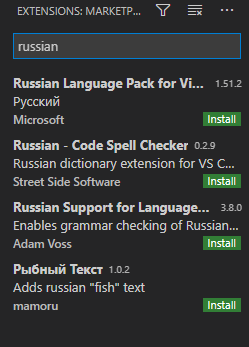 EXTENSIONS: MARKETP...
russian
Russian Language Pack for Vi... 1.51.2
Русский
Microsoft Install
Russian - Code Spell Checker 0.2.9
Russian dictionary extension for VS C...
Street Side Software Install
Russian Support for Language... 3.8.0
Enables grammar checking of Russian...
Adam Voss Install
Рыбный Текст 1.0.2
Adds russian "fish" text
mamoru Install